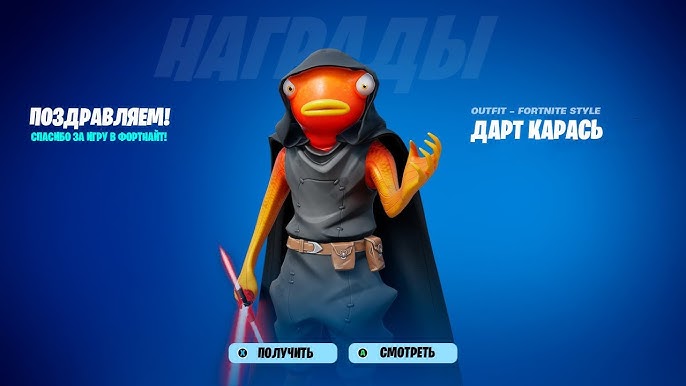 НАГРАДЫ
ПОЗДРАВЛЯЕМ!
СПАСИБО ЗА ИГРУ В ФОРТНАЙТ!
OUTFIT - FORTNITE STYLE
ДАРТ КАРАСЬ
X ПОЛУЧИТЬ
A СМОТРЕТЬ